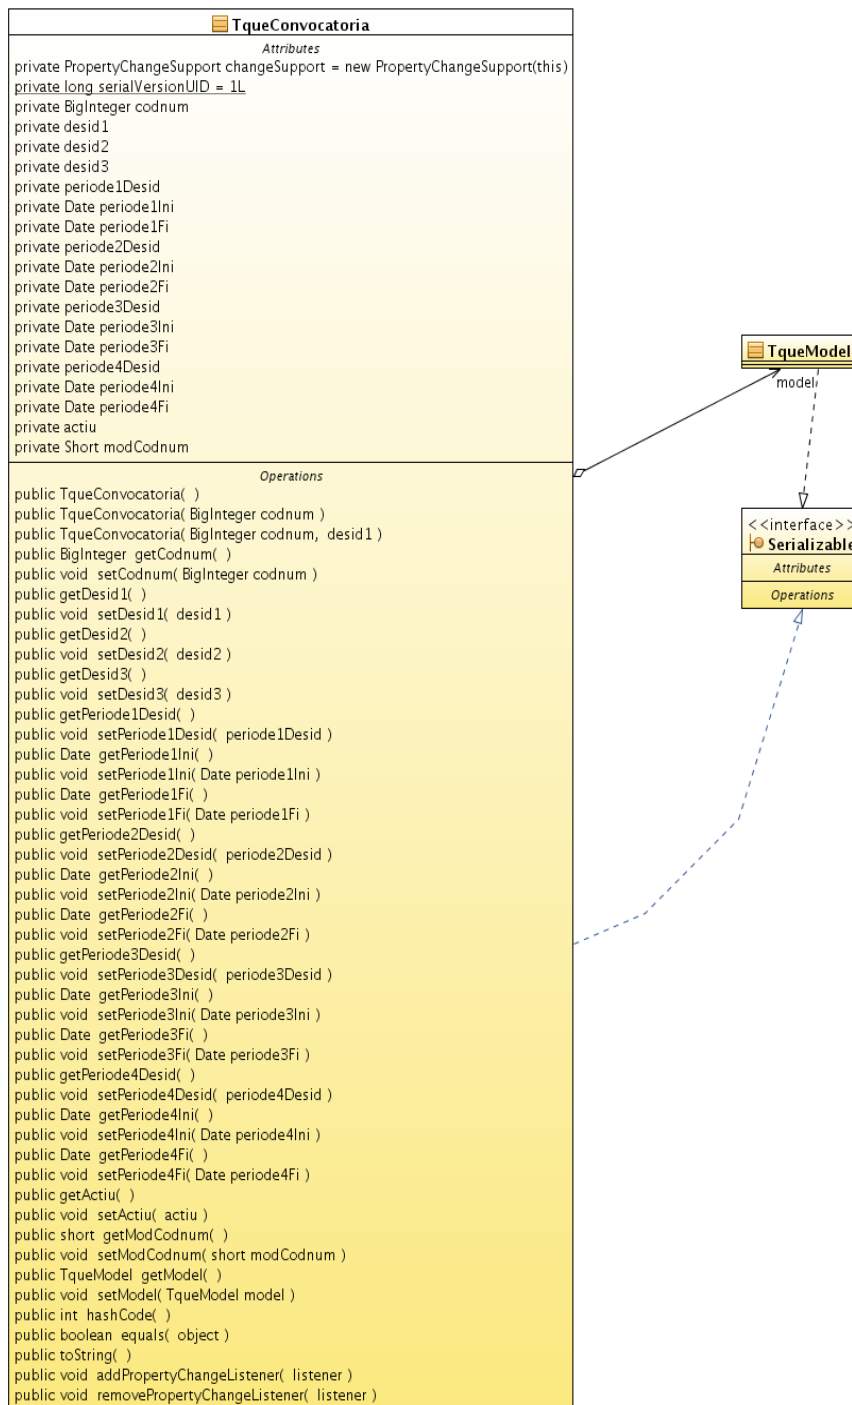 TqueConvocatoria
Attributes
private PropertyChangeSupport changeSupport = new PropertyChangeSupport(this)
private long serialVersionUID = 1L
private BigInteger codnum
private desid1
private desid2
private desid3
private periode1Desid
private Date periode1Ini
private Date periode1Fi
private periode2Desid
private Date periode2Ini
private Date periode2Fi
private periode3Desid
private Date periode3Ini
private Date periode3Fi
private periode4Desid
private Date periode4Ini
private Date periode4Fi
private actiu
private Short modCodnum
Operations
public TqueConvocatoria( )
public TqueConvocatoria( BigInteger codnum )
public TqueConvocatoria( BigInteger codnum, desid1 )
public BigInteger getCodnum( )
public void setCodnum( BigInteger codnum )
public getDesid1( )
public void setDesid1( desid1 )
public getDesid2( )
public void setDesid2( desid2 )
public getDesid3( )
public void setDesid3( desid3 )
public getPeriode1Desid( )
public void setPeriode1Desid( periode1Desid )
public Date getPeriode1Ini( )
public void setPeriode1Ini( Date periode1Ini )
public Date getPeriode1Fi( )
public void setPeriode1Fi( Date periode1Fi )
public getPeriode2Desid( )
public void setPeriode2Desid( periode2Desid )
public Date getPeriode2Ini( )
public void setPeriode2Ini( Date periode2Ini )
public Date getPeriode2Fi( )
public void setPeriode2Fi( Date periode2Fi )
public getPeriode3Desid( )
public void setPeriode3Desid( periode3Desid )
public Date getPeriode3Ini( )
public void setPeriode3Ini( Date periode3Ini )
public Date getPeriode3Fi( )
public void setPeriode3Fi( Date periode3Fi )
public getPeriode4Desid( )
public void setPeriode4Desid( periode4Desid )
public Date getPeriode4Ini( )
public void setPeriode4Ini( Date periode4Ini )
public Date getPeriode4Fi( )
public void setPeriode4Fi( Date periode4Fi )
public getActiu( )
public void setActiu( actiu )
public short getModCodnum( )
public void setModCodnum( short modCodnum )
public TqueModel getModel( )
public void setModel( TqueModel model )
public int hashCode( )
public boolean equals( object )
public toString( )
public void addPropertyChangeListener( listener )
public void removePropertyChangeListener( listener )
TqueModel
model
<<interface>>
Serializable
Attributes
Operations